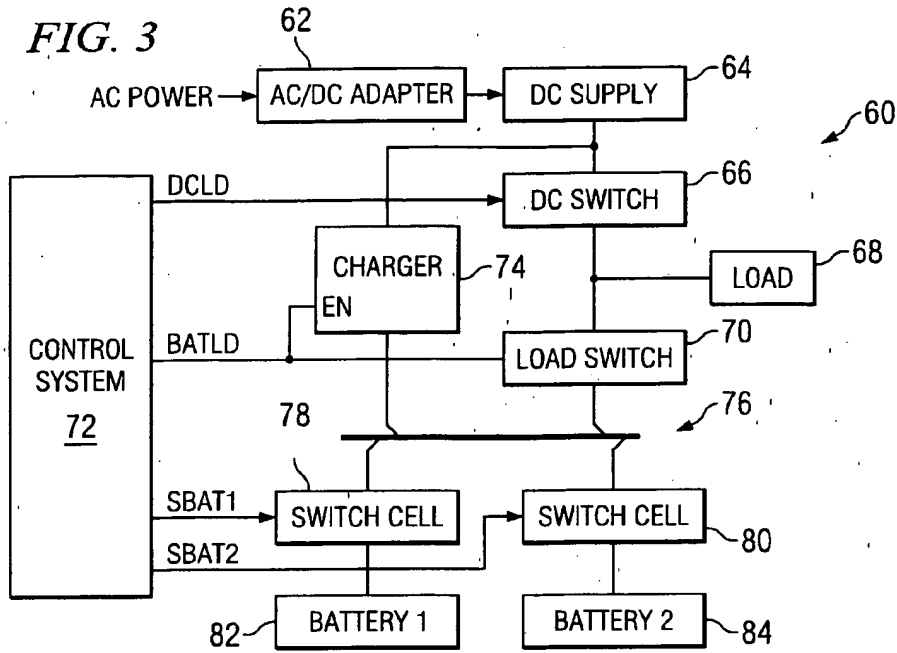 FIG. 3
62
64
AC POWER
AC/DC ADAPTER
DC SUPPLY
60
DCLD
66
DC SWITCH
CHARGER
74
EN
68
LOAD
70
BATLD
LOAD SWITCH
CONTROL
SYSTEM
72
78
76
SBAT1
SWITCH CELL
SWITCH CELL
80
SBAT2
82
BATTERY 1
BATTERY 2
84